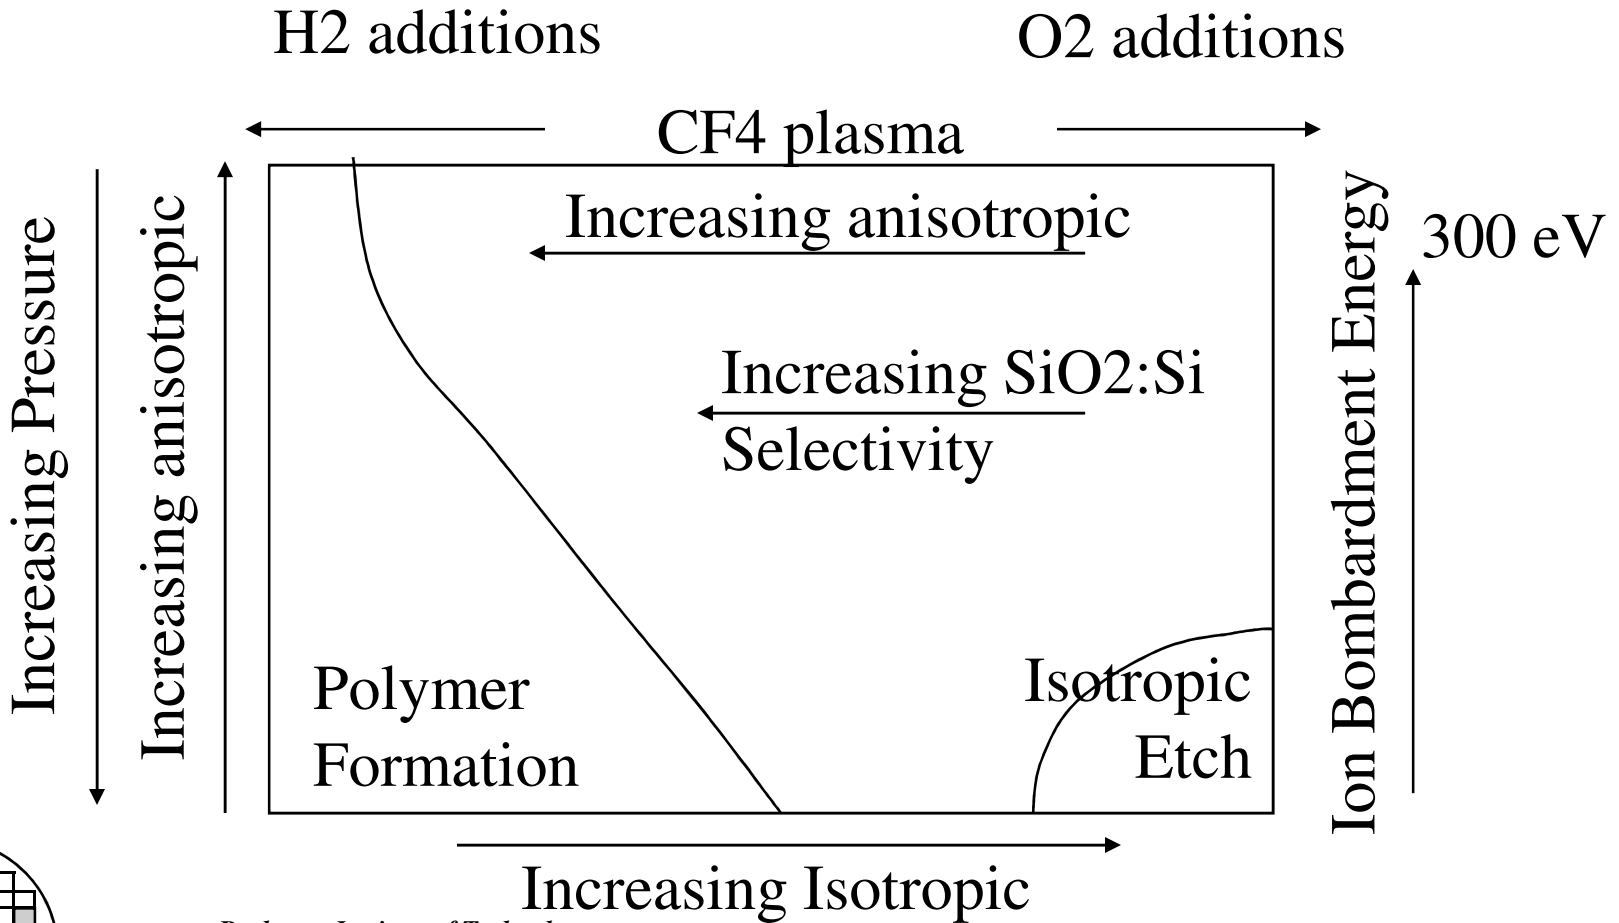 H2 additions
O2 additions
CF4 plasma
Increasing Pressure
Increasing anisotropic
Increasing anisotropic
Increasing SiO2:Si
Selectivity
Polymer
Formation
Isotropic
Etch
Ion Bombardment Energy
300 eV
Increasing Isotropic